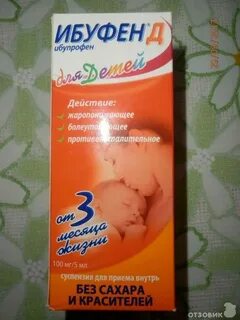 ИБУФЕН Д
ибупрофен
для Детей
Действие:
жаропонижающее
болеутоляющее
противовоспалительное
от 3
месяца
жизни
100 мг/5 мл
суспензия для приема внутрь
БЕЗ САХАРА
И КРАСИТЕЛЕЙ
отзовик